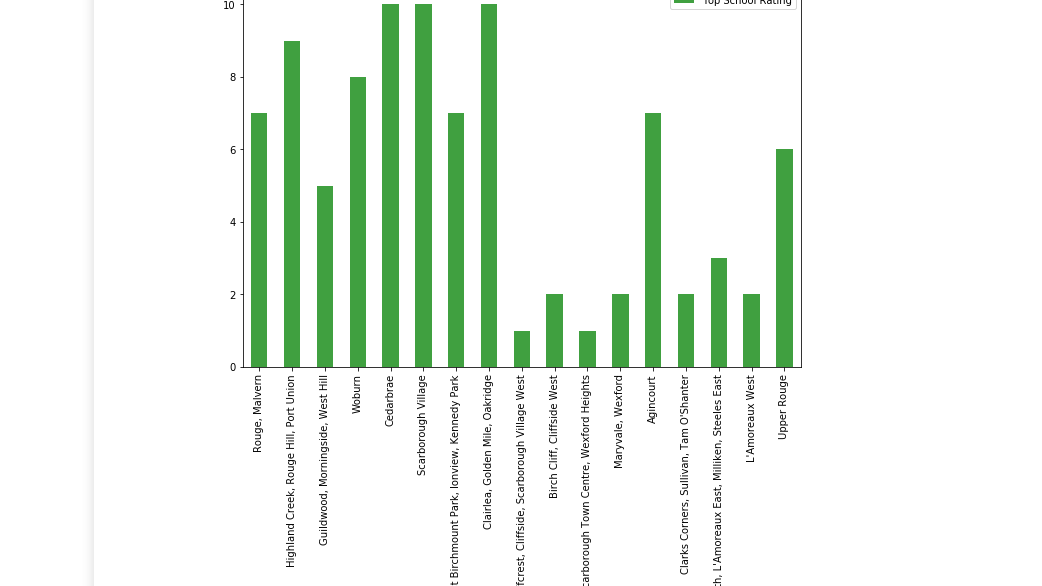 Top School Rating
10
8
6
4
2
0
Rouge, Malvern
Highland Creek, Rouge Hill, Port Union
Guildwood, Morningside, West Hill
Woburn
Cedarbrae
Scarborough Village
Birchmount Park, Ionview, Kennedy Park
Clairlea, Golden Mile, Oakridge
Cliffside, Scarborough Village West
Birch Cliff, Cliffside West
Town Centre, Wexford Heights
Maryvale, Wexford
Agincourt
Clarks Corners, Sullivan, Tam O'Shanter
L'Amoreaux East, Milliken, Steeles East
L'Amoreaux West
Upper Rouge